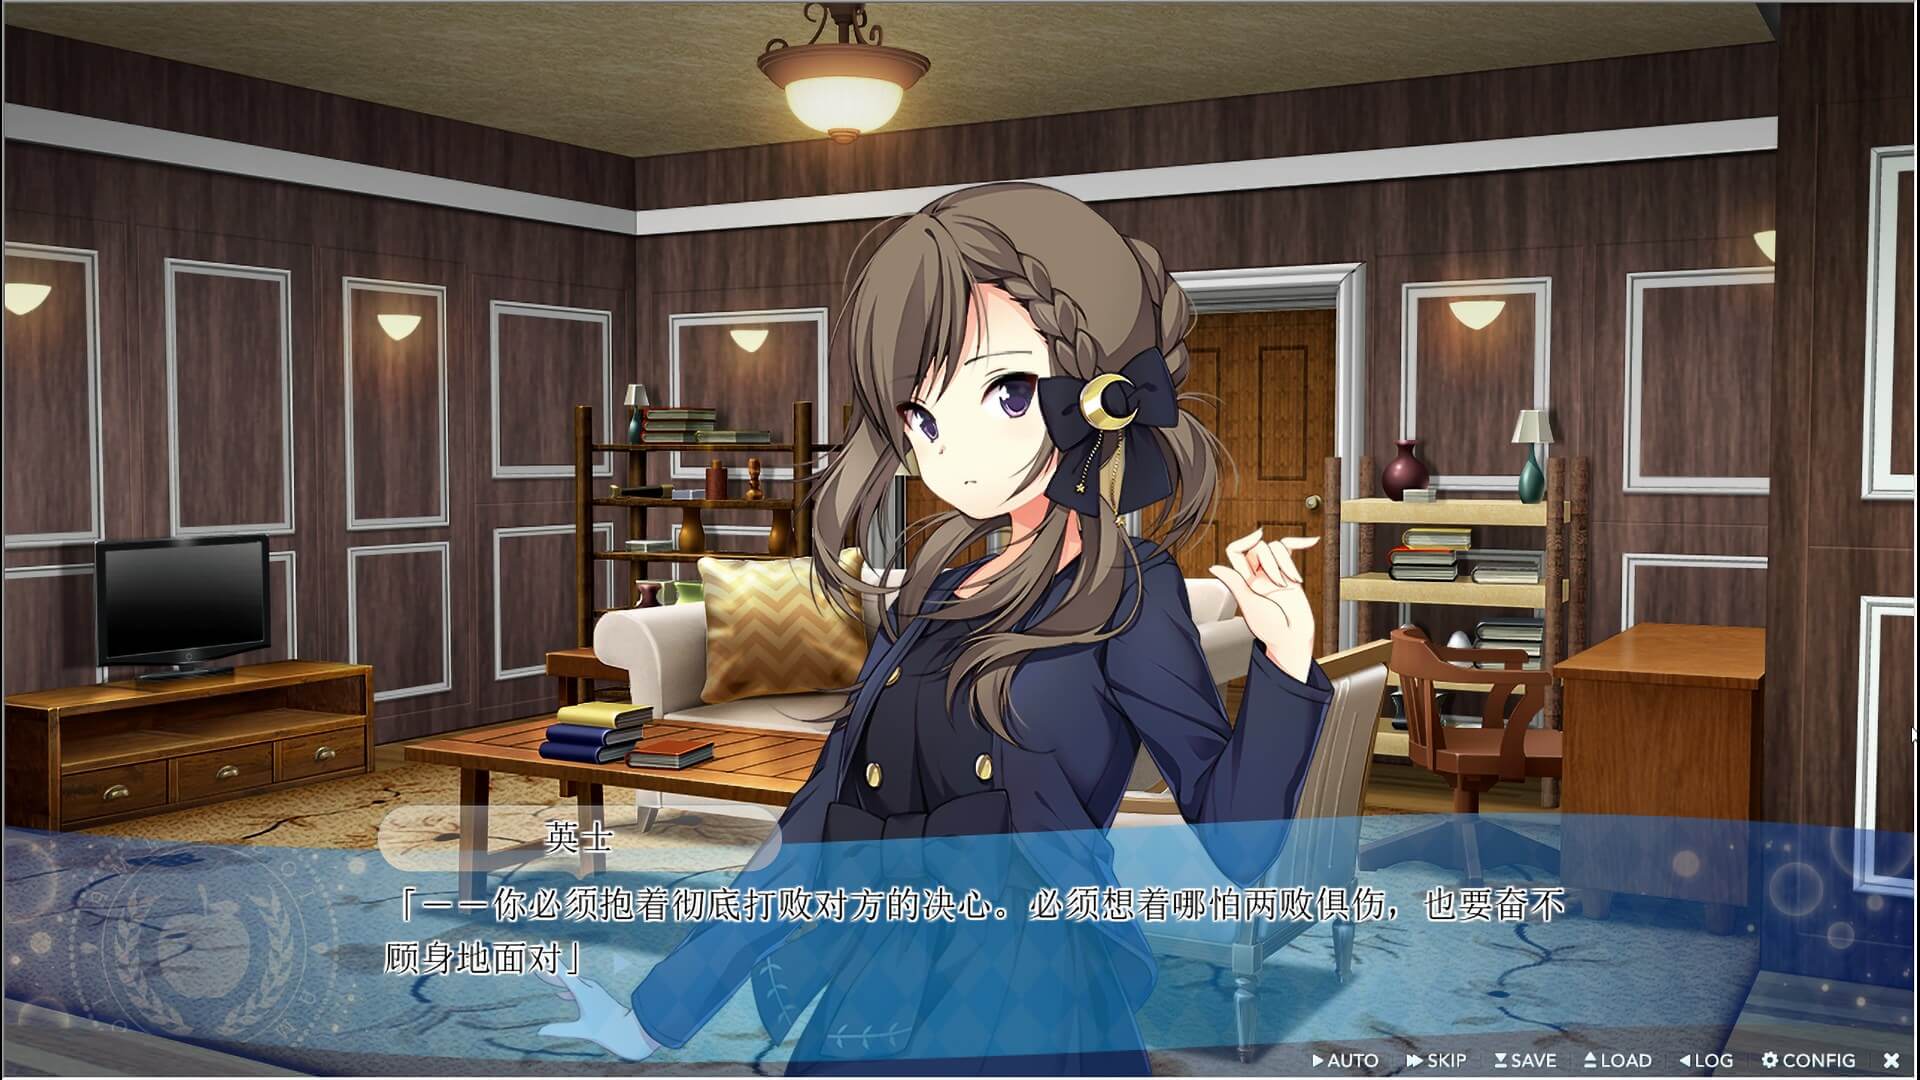 英士
「――你必须抱着彻底打败对方的决心。必须想着哪怕两败俱伤，也要奋不
顾身地面对」
AUTO SKIP SAVE LOAD LOG CONFIG